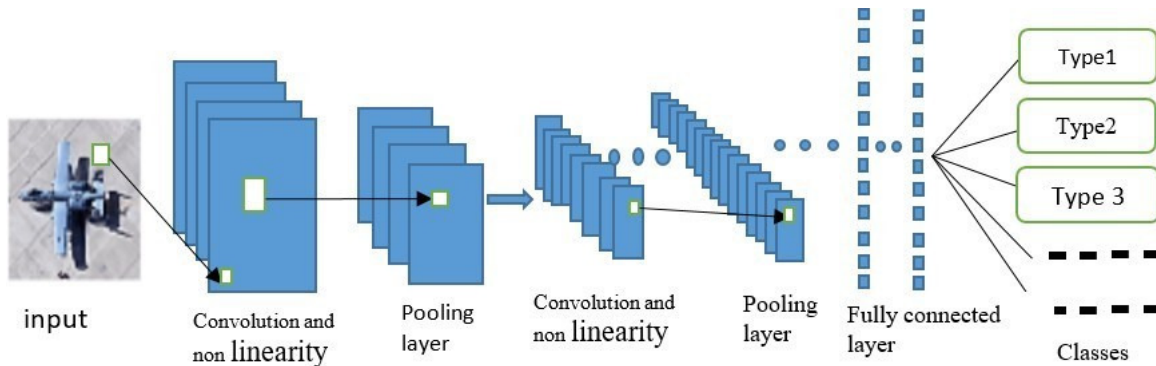 input
Convolution and
non linearity
Pooling
layer
Convolution and
non linearity
Pooling
layer
Fully connected
layer
Type1
Type2
Type 3
Classes